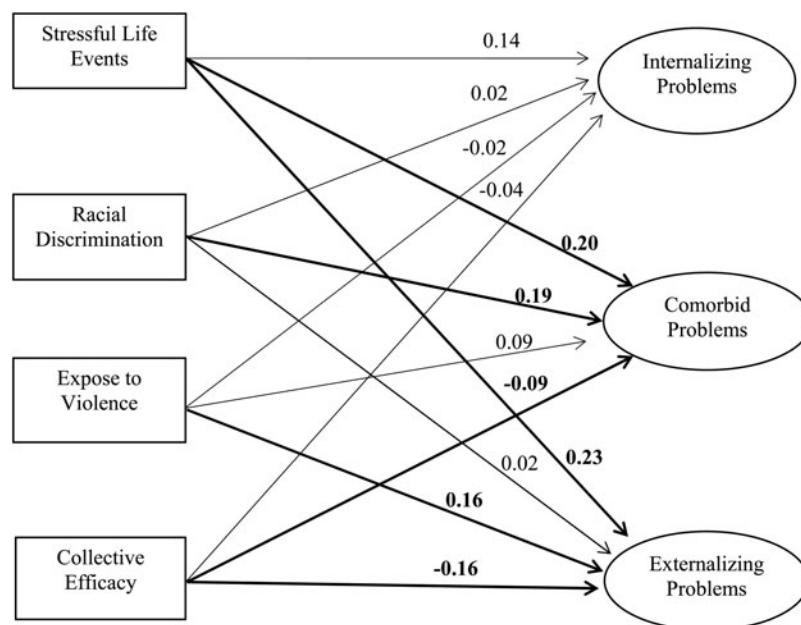 Stressful Life
Events
0.14
Internalizing
Problems
0.02
-0.02
-0.04
Racial
Discrimination
0.20
0.19
Comorbid
Problems
0.09
Expose to
Violence
-0.09
0.23
0.02
0.16
Collective
Efficacy
-0.16
Externalizing
Problems